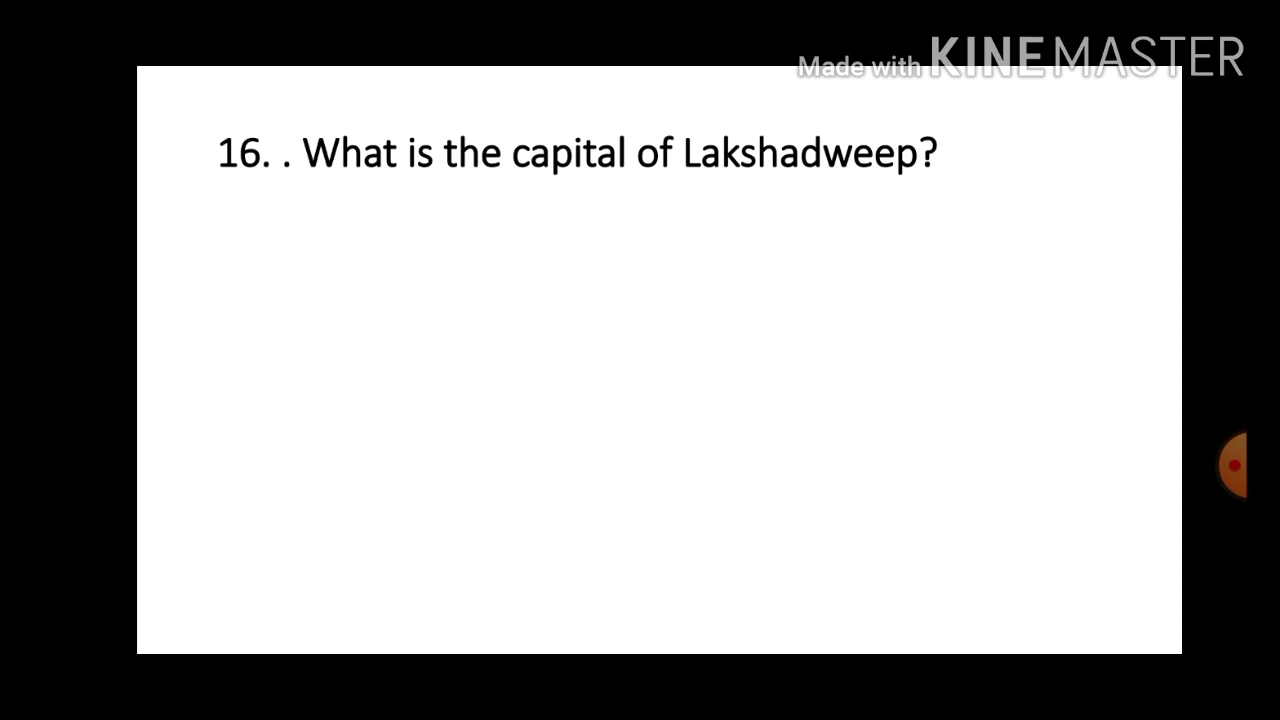 Made with KINEMASTER
16. . What is the capital of Lakshadweep?